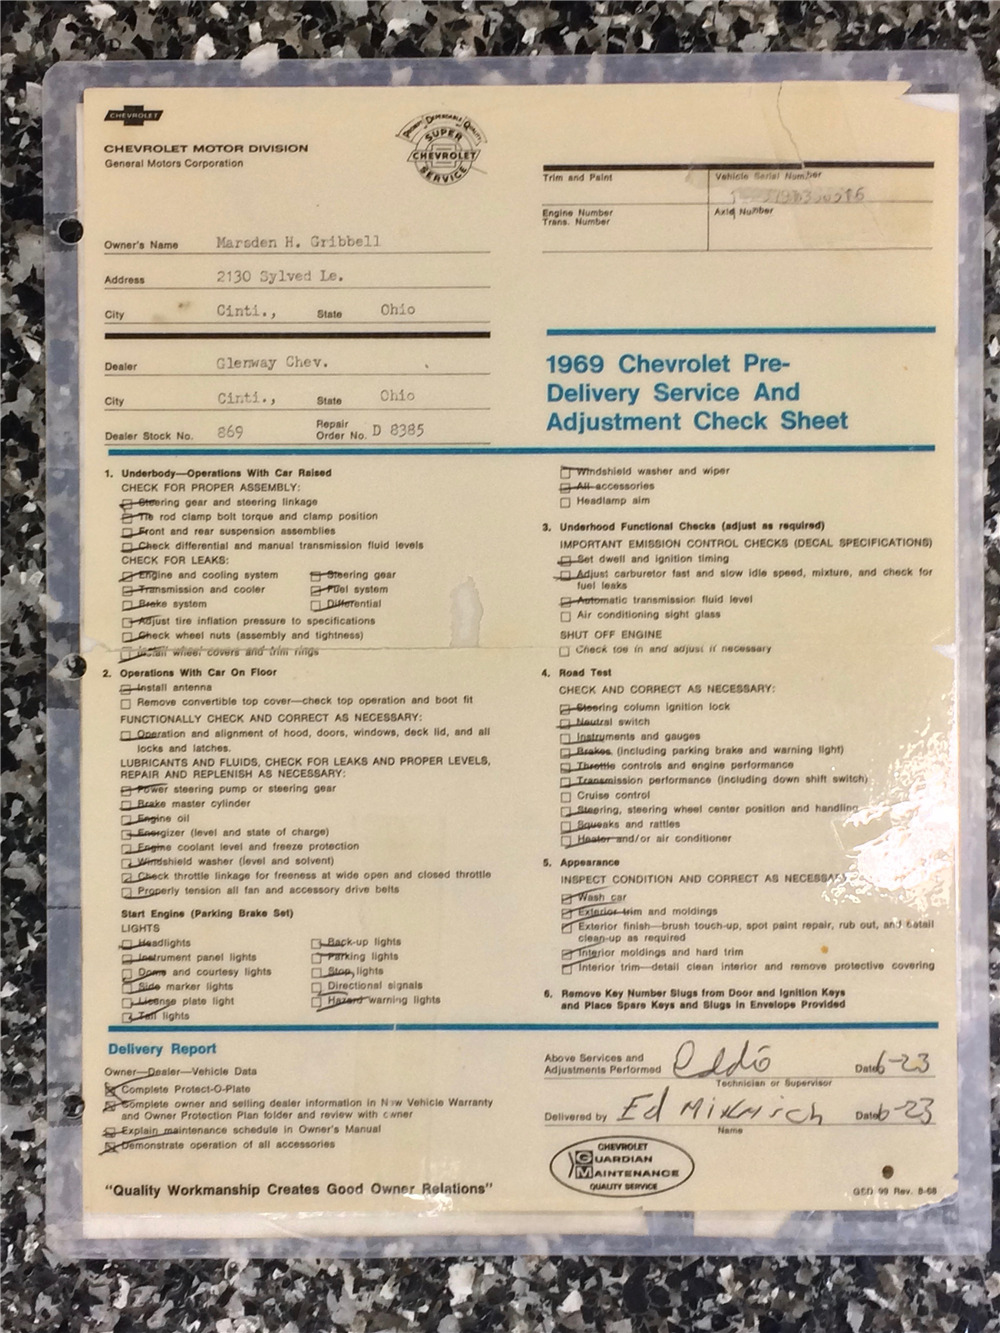 CHEVROLET
CHEVROLET MOTOR DIVISION
General Motors Corporation
SUPER
CHEVROLET
SERVICE
Trim and Paint
Vehicle Serial Number
Engine Number
Trans. Number
Axle Number
Owner's Name Marsden H. Gribbell
Address 2130 Sylved Le.
City Cinti., State Ohio
Dealer Glenway Chev.
City Cinti., State Ohio
Dealer Stock No. 869 Repair Order No. D 8385
1969 Chevrolet Pre-
Delivery Service And
Adjustment Check Sheet
1. Underbody—Operations With Car Raised
CHECK FOR PROPER ASSEMBLY:
Steering gear and steering linkage
Tie rod clamp bolt torque and clamp position
Front and rear suspension assemblies
Check differential and manual transmission fluid levels
CHECK FOR LEAKS:
Engine and cooling system Steering gear
Transmission and cooler Fuel system
Brake system Differential
Adjust tire inflation pressure to specifications
Check wheel nuts (assembly and tightness)
Install wheel covers and trim rings
2. Operations With Car On Floor
Install antenna
Remove convertible top cover—check top operation and boot fit
FUNCTIONALLY CHECK AND CORRECT AS NECESSARY:
Operation and alignment of hood, doors, windows, deck lid, and all
locks and latches.
LUBRICANTS AND FLUIDS, CHECK FOR LEAKS AND PROPER LEVELS,
REPAIR AND REPLENISH AS NECESSARY:
Power steering pump or steering gear
Brake master cylinder
Engine oil
Energizer (level and state of charge)
Engine coolant level and freeze protection
Windshield washer (level and solvent)
Check throttle linkage for freeness at wide open and closed throttle
Properly tension all fan and accessory drive belts
Start Engine (Parking Brake Set)
LIGHTS
Headlights Back-up lights
Instrument panel lights Parking lights
Dome and courtesy lights Stop lights
Side marker lights Directional signals
License plate light Hazard warning lights
Tail lights
Windshield washer and wiper
All accessories
Headlamp aim
3. Underhood Functional Checks (adjust as required)
IMPORTANT EMISSION CONTROL CHECKS (DECAL SPECIFICATIONS)
Set dwell and ignition timing
Adjust carburetor fast and slow idle speed, mixture, and check for
fuel leaks
Automatic transmission fluid level
Air conditioning sight glass
SHUT OFF ENGINE
Check toe in and adjust if necessary
4. Road Test
CHECK AND CORRECT AS NECESSARY:
Steering column ignition lock
Neutral switch
Instruments and gauges
Brakes (including parking brake and warning light)
Throttle controls and engine performance
Transmission performance (including down shift switch)
Cruise control
Steering, steering wheel center position and handling
Squeaks and rattles
Heater and/or air conditioner
5. Appearance
INSPECT CONDITION AND CORRECT AS NECESSARY
Wash car
Exterior trim and moldings
Exterior finish—brush touch-up, spot paint repair, rub out, and detail
clean-up as required
Interior moldings and hard trim
Interior trim—detail clean interior and remove protective covering
6. Remove Key Number Slugs from Door and Ignition Keys
and Place Spare Keys and Slugs in Envelope Provided
Delivery Report
Owner—Dealer—Vehicle Data
Complete Protect-O-Plate
Complete owner and selling dealer information in New Vehicle Warranty
and Owner Protection Plan folder and review with owner
Explain maintenance schedule in Owner's Manual
Demonstrate operation of all accessories
"Quality Workmanship Creates Good Owner Relations"
Above Services and
Adjustments Performed Date 6-23
Technician or Supervisor
Delivered by Ed Date 6-23
Name
CHEVROLET
GUARDIAN
MAINTENANCE
QUALITY SERVICE
GSD 99 Rev. 8-68